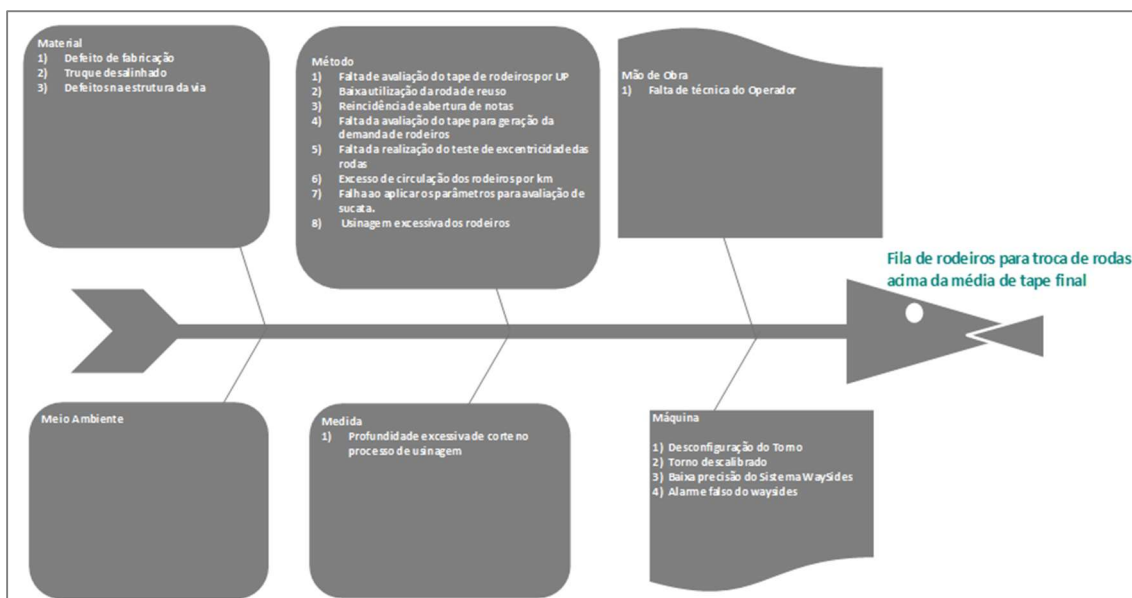 Material
1) Defeito de fabricação
2) Truque desalinhado
3) Defeitos na estrutura da via
Método
1) Falta de avaliação do tape de rodeiros por UP
2) Baixa utilização da roda de reuso
3) Reincidência de abertura de notas
4) Falta da avaliação do tape para geração da
demanda de rodeiros
5) Falta da realização do teste de excentricidade das
rodas
6) Excesso de circulação dos rodeiros por km
7) Falha ao aplicar os parâmetros para avaliação de
sucata.
8) Usinagem excessiva dos rodeiros
Mão de Obra
1) Falta de técnica do Operador
Fila de rodeiros para troca de rodas
acima da média de tape final
Meio Ambiente
Medida
1) Profundidade excessiva de corte no
processo de usinagem
Máquina
1) Desconfiguração do Torno
2) Torno descalibrado
3) Baixa precisão do Sistema WaySides
4) Alarme falso do waysides